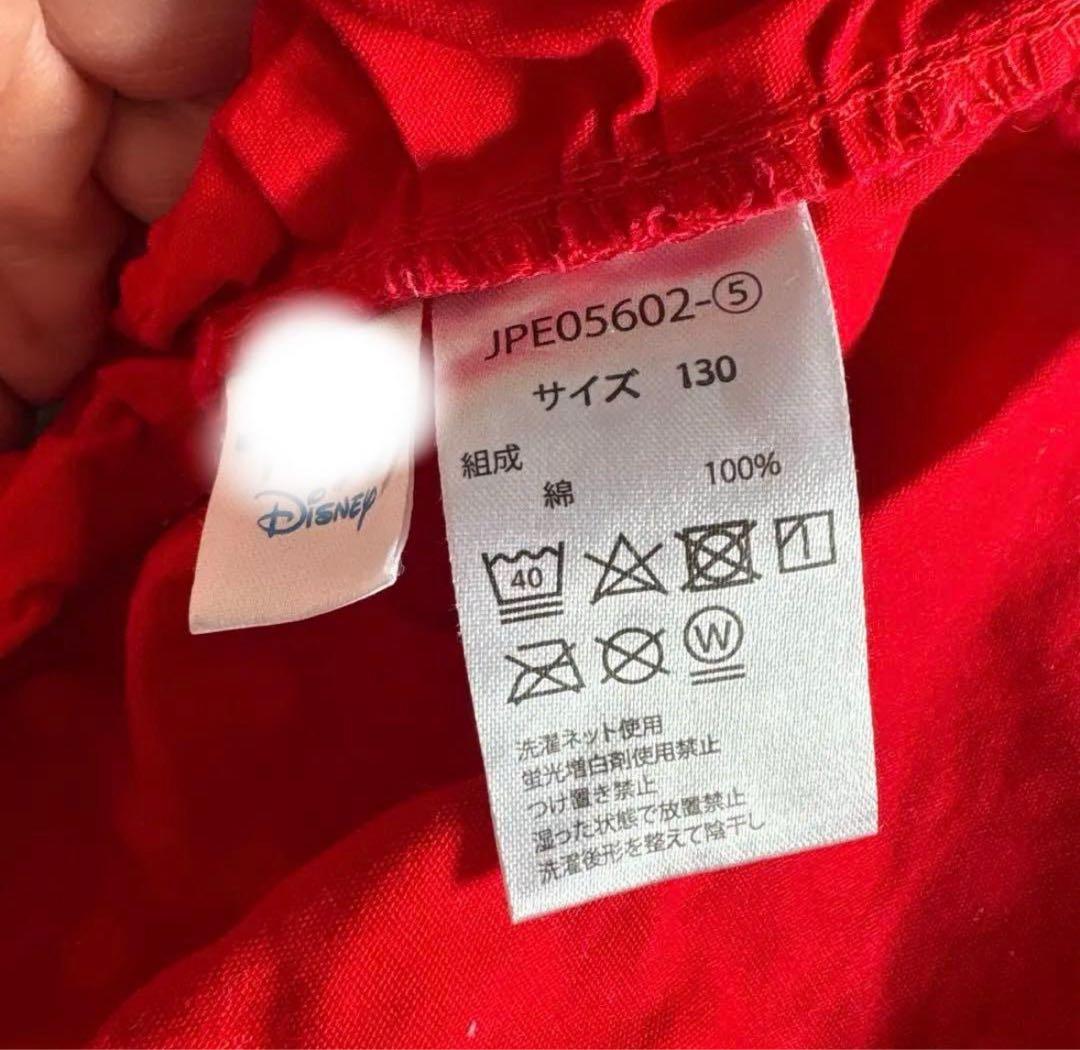 JPE05602-⑤
サイズ 130
組成
綿 100%
40
W
Disney
洗濯ネット使用
蛍光増白剤使用禁止
つけ置き禁止
湿った状態で放置禁止
洗濯後形を整えて陰干し